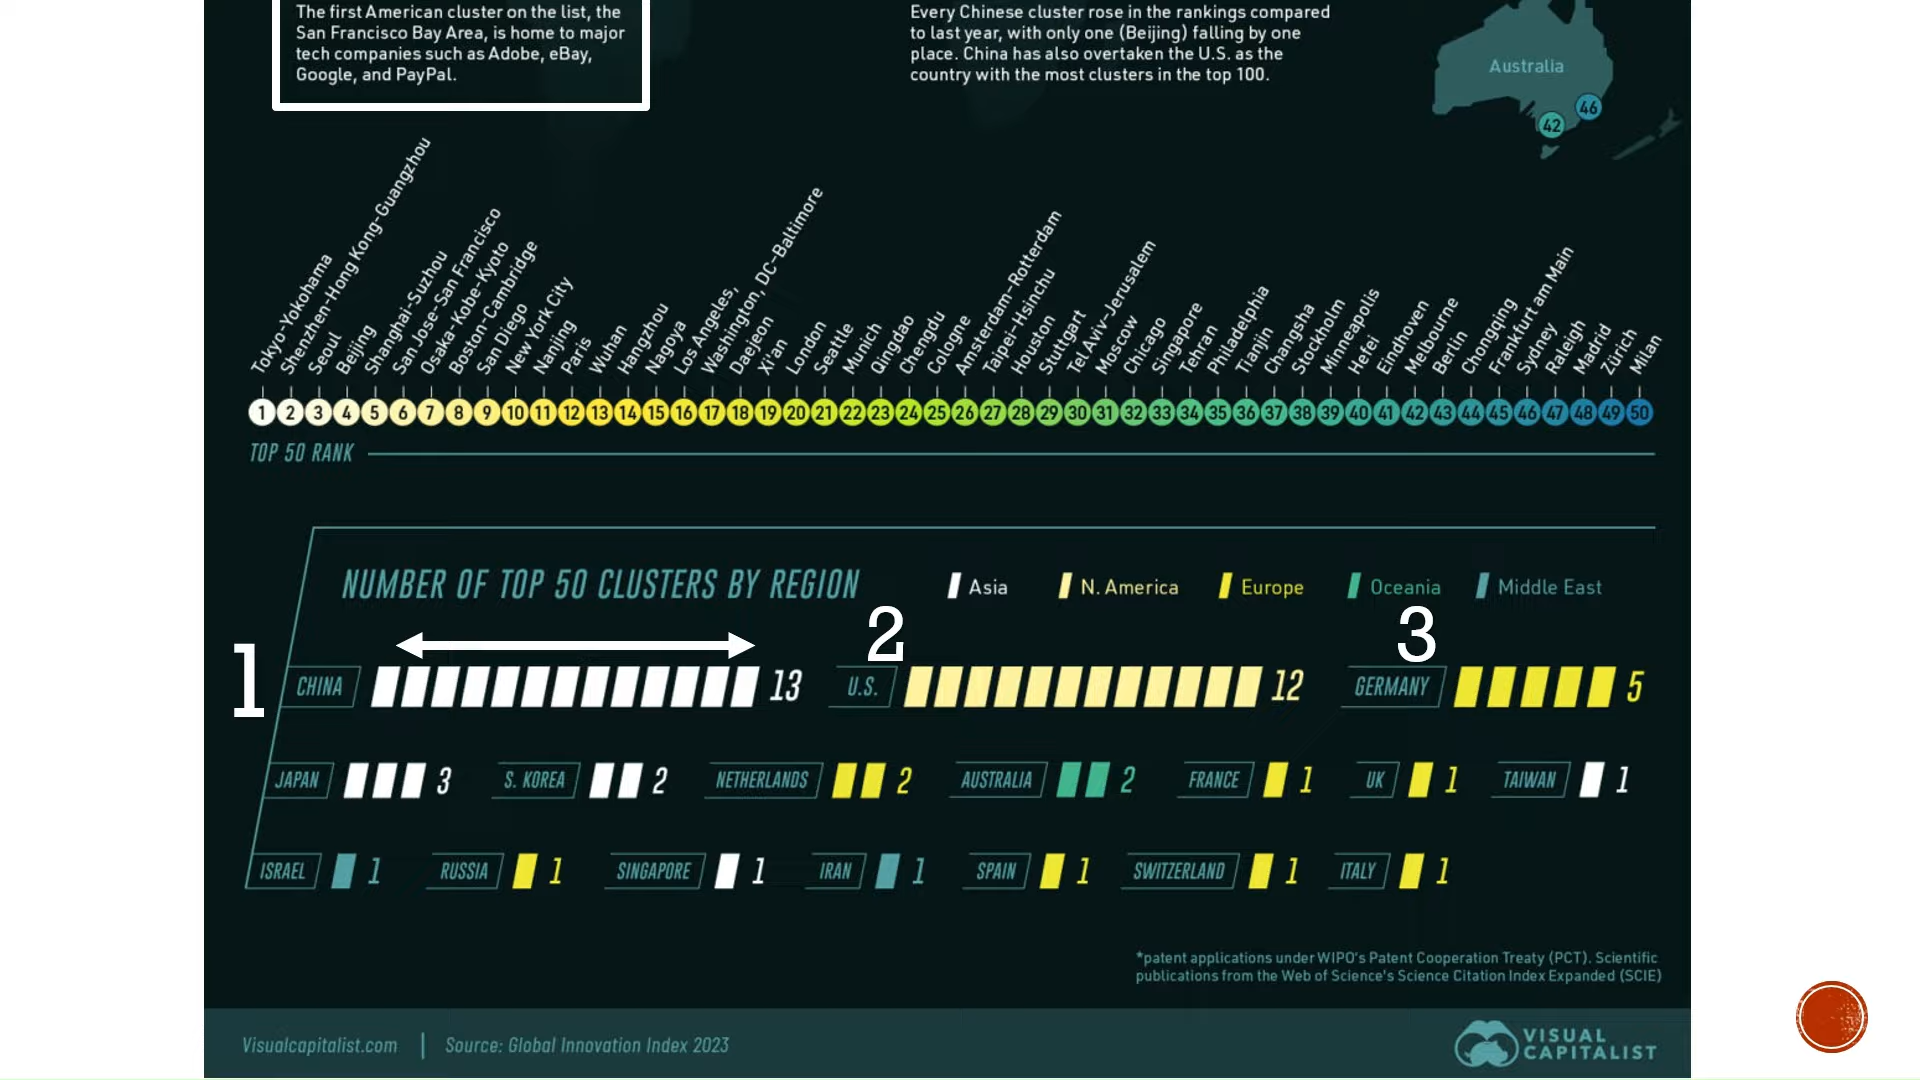 The first American cluster on the list, the
San Francisco Bay Area, is home to major
tech companies such as Adobe, eBay,
Google, and PayPal.
Every Chinese cluster rose in the rankings compared
to last year, with only one (Beijing) falling by one
place. China has also overtaken the U.S. as the
country with the most clusters in the top 100.
Australia
46
42
Tokyo-Yokohama
Shenzhen-Hong Kong-Guangzhou
Seoul
Beijing
Shanghai-Suzhou
San Jose-San Francisco
Osaka-Kobe-Kyoto
Boston-Cambridge
San Diego
New York City
Nanjing
Paris
Wuhan
Hangzhou
Nagoya
Los Angeles,
Washington, DC-Baltimore
Daejeon
Xi'an
London
Seattle
Munich
Qingdao
Chengdu
Cologne
Amsterdam-Rotterdam
Taipei-Hsinchu
Houston
Stuttgart
Tel Aviv-Jerusalem
Moscow
Chicago
Singapore
Tehran
Philadelphia
Tianjin
Changsha
Stockholm
Minneapolis
Hefei
Eindhoven
Melbourne
Berlin
Chongqing
Frankfurt am Main
Sydney
Raleigh
Madrid
Zürich
Milan
1 2 3 4 5 6 7 8 9 10 11 12 13 14 15 16 17 18 19 20 21 22 23 24 25 26 27 28 29 30 31 32 33 34 35 36 37 38 39 40 41 42 43 44 45 46 47 48 49 50
TOP 50 RANK
NUMBER OF TOP 50 CLUSTERS BY REGION
Asia N. America Europe Oceania Middle East
1 2 3
CHINA 13 U.S. 12 GERMANY 5
JAPAN 3 S. KOREA 2 NETHERLANDS 2 AUSTRALIA 2 FRANCE 1 UK 1 TAIWAN 1
ISRAEL 1 RUSSIA 1 SINGAPORE 1 IRAN 1 SPAIN 1 SWITZERLAND 1 ITALY 1
*patent applications under WIPO's Patent Cooperation Treaty (PCT). Scientific
publications from the Web of Science's Science Citation Index Expanded (SCIE)
Visualcapitalist.com | Source: Global Innovation Index 2023
VISUAL
CAPITALIST